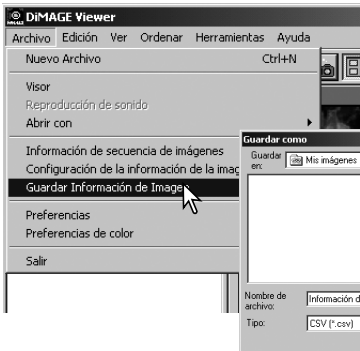 DiMAGE Viewer
Archivo Edición Ver Ordenar Herramientas Ayuda
Nuevo Archivo Ctrl+N
Visor
Reproducción de sonido
Abrir con
Información de secuencia de imágenes
Configuración de la información de la imag
Guardar Información de Image
Preferencias
Preferencias de color
Salir
Guardar como
Guardar en: Mis imágenes
Nombre de archivo: Información d
Tipo: CSV (*.csv)